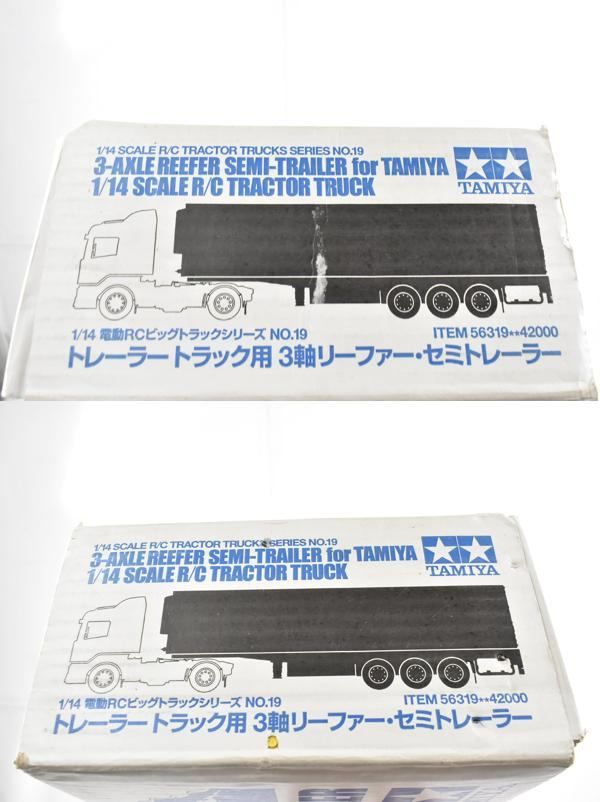 1/14 SCALE R/C TRACTOR TRUCKS SERIES NO.19
3-AXLE REEFER SEMI-TRAILER for TAMIYA
1/14 SCALE R/C TRACTOR TRUCK
TAMIYA
1/14 電動RCビッグトラックシリーズ NO.19
ITEM 56319★★42000
トレーラートラック用 3軸リーファー・セミトレーラー
1/14 SCALE R/C TRACTOR TRUCKS SERIES NO.19
3-AXLE REEFER SEMI-TRAILER for TAMIYA
1/14 SCALE R/C TRACTOR TRUCK
TAMIYA
1/14 電動RCビッグトラックシリーズ NO.19
ITEM 56319★★42000
トレーラートラック用 3軸リーファー・セミトレーラー